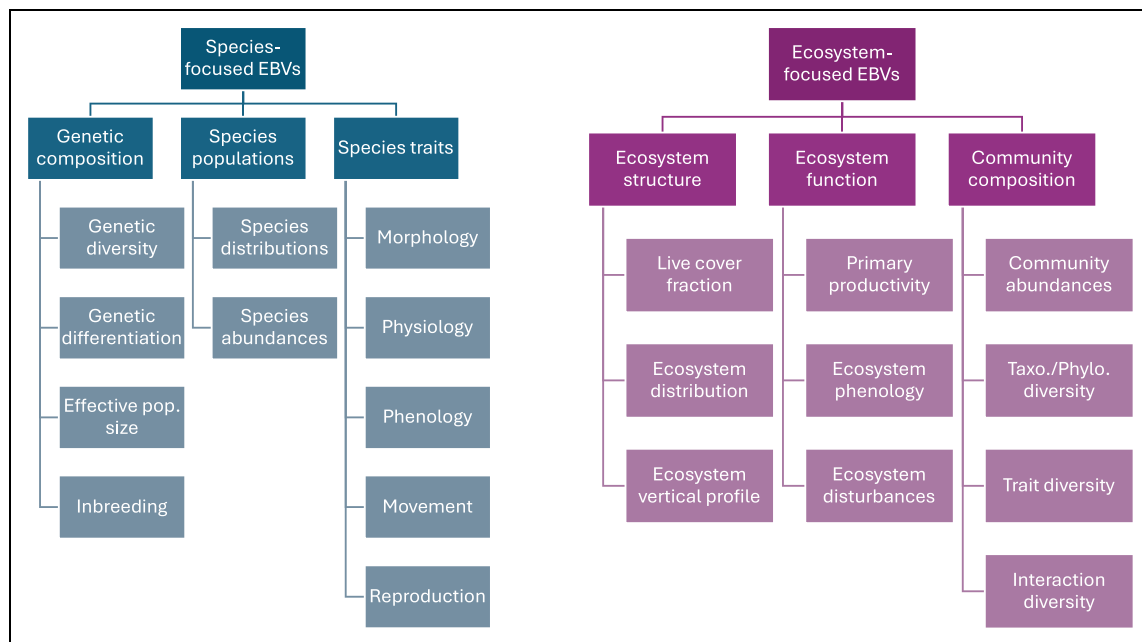 Species-
focused EBVs
Genetic
composition
Species
populations
Species traits
Genetic
diversity
Genetic
differentiation
Effective pop.
size
Inbreeding
Species
distributions
Species
abundances
Morphology
Physiology
Phenology
Movement
Reproduction
Ecosystem-
focused EBVs
Ecosystem
structure
Ecosystem
function
Community
composition
Live cover
fraction
Ecosystem
distribution
Ecosystem
vertical profile
Primary
productivity
Ecosystem
phenology
Ecosystem
disturbances
Community
abundances
Taxo./Phylo.
diversity
Trait diversity
Interaction
diversity